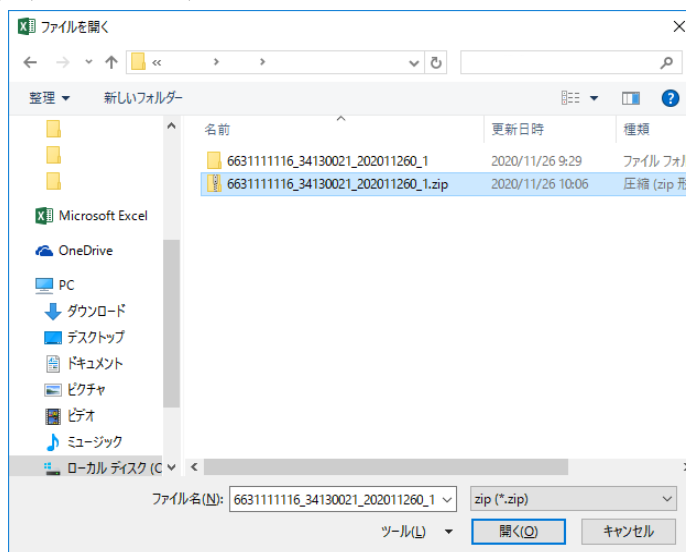 ファイルを開く
整理 新しいフォルダー
名前 更新日時 種類
6631111116_34130021_202011260_1 2020/11/26 9:29 ファイル フォ
6631111116_34130021_202011260_1.zip 2020/11/26 10:06 圧縮 (zip 形
Microsoft Excel
OneDrive
PC
ダウンロード
デスクトップ
ドキュメント
ピクチャ
ビデオ
ミュージック
ローカル ディスク (C
ファイル名(N): 6631111116_34130021_202011260_1 zip (*.zip)
ツール(L) 開く(O) キャンセル